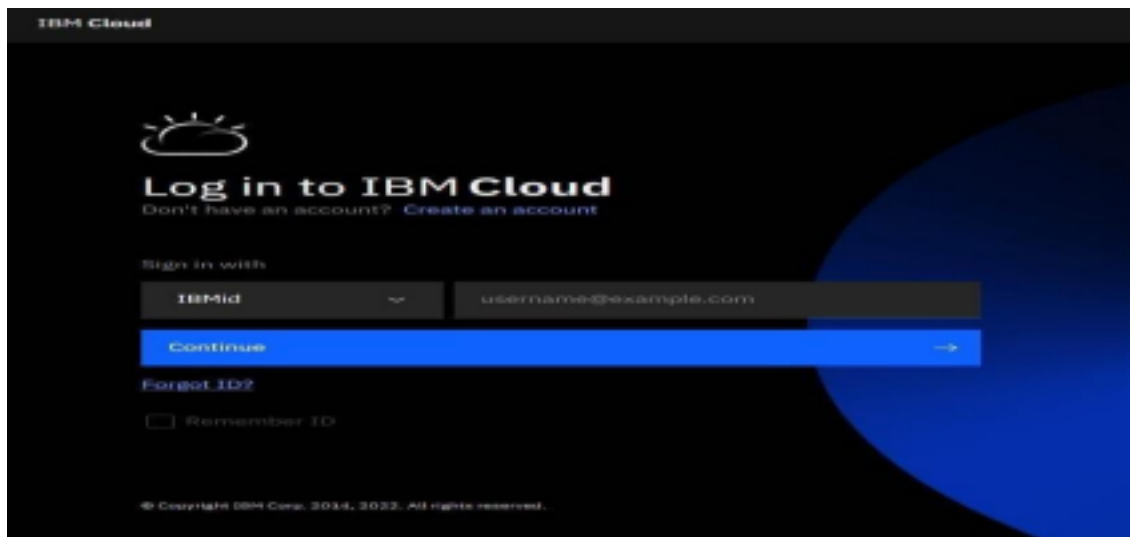 IBM Cloud
Log in to IBM Cloud
Don't have an account? Create an account
Sign in with
IBMid username@example.com
Continue
Forgot ID?
Remember ID
© Copyright IBM Corp. 2014, 2022. All rights reserved.